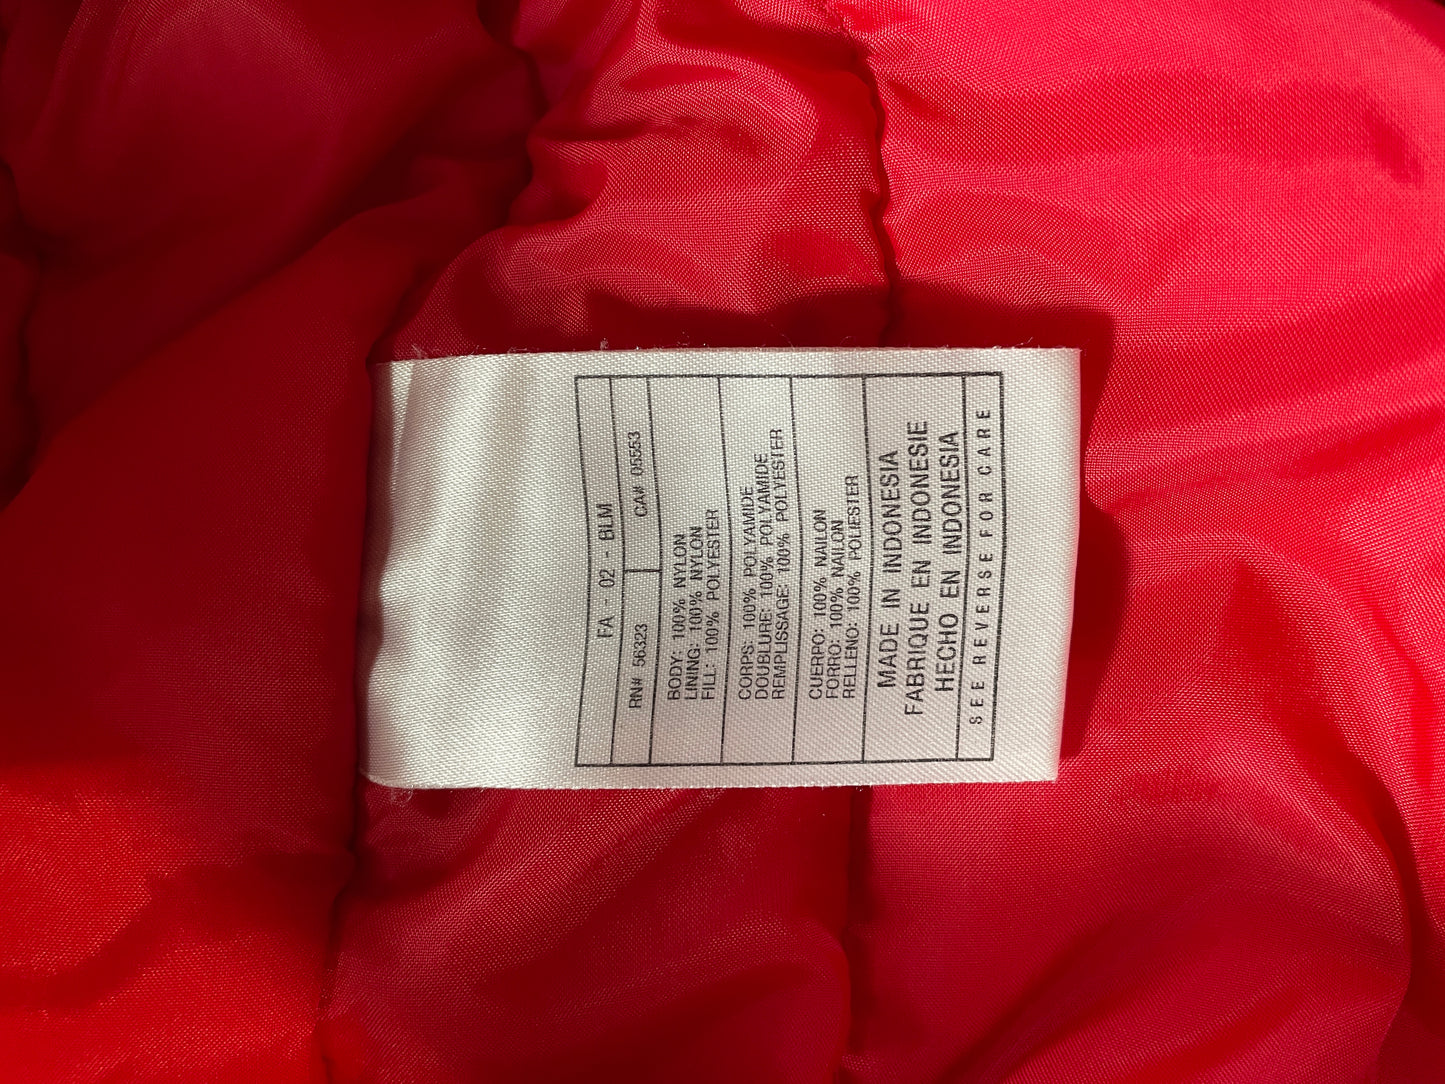 FA - 02 - BLM
RN# 56323 CA# 05553
BODY: 100% NYLON
LINING: 100% NYLON
FILL: 100% POLYESTER
CORPS: 100% POLYAMIDE
DOUBLURE: 100% POLYAMIDE
REMPLISSAGE: 100% POLYESTER
CUERPO: 100% NAILON
FORRO: 100% NAILON
RELLENO: 100% POLIESTER
MADE IN INDONESIA
FABRIQUE EN INDONESIE
HECHO EN INDONESIA
SEE REVERSE FOR CARE